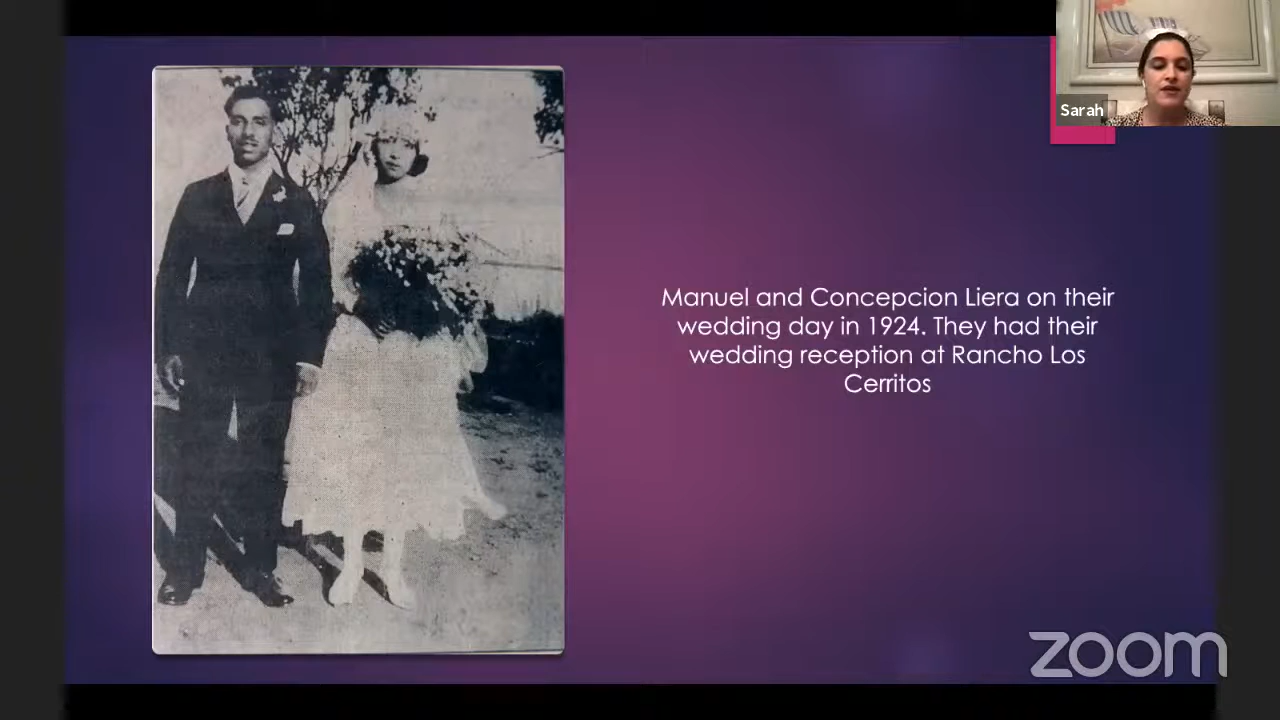 Sarah
Manuel and Concepcion Liera on their
wedding day in 1924. They had their
wedding reception at Rancho Los
Cerritos
zoom